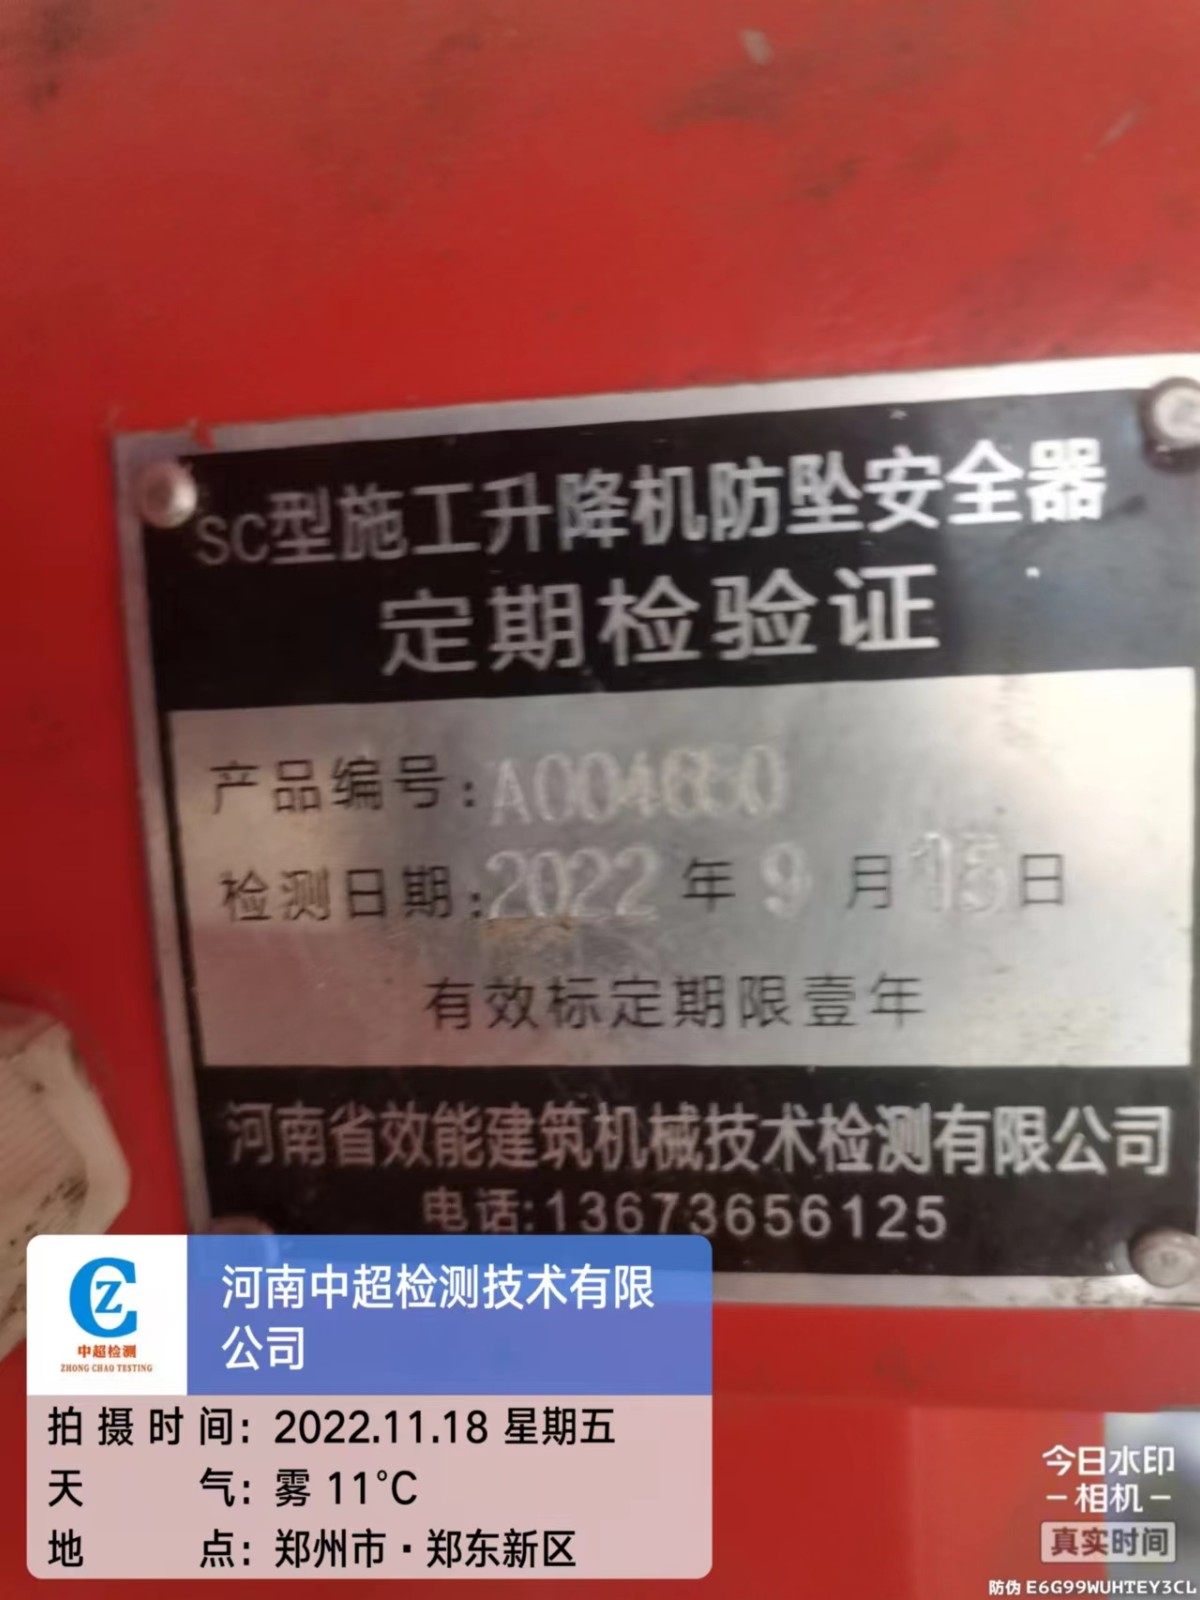 SC型施工升降机防坠安全器
定期检验证
产品编号:A004650
检测日期:2022年9月15日
有效标定期限壹年
河南省效能建筑机械技术检测有限公司
电话:13673656125
CZ
中超检测
ZHONG CHAO TESTING
河南中超检测技术有限
公司
拍摄时间: 2022.11.18 星期五
天气: 雾 11℃
地点: 郑州市·郑东新区
今日水印
-相机-
真实时间
防伪 E6G99WUHTEY3CL